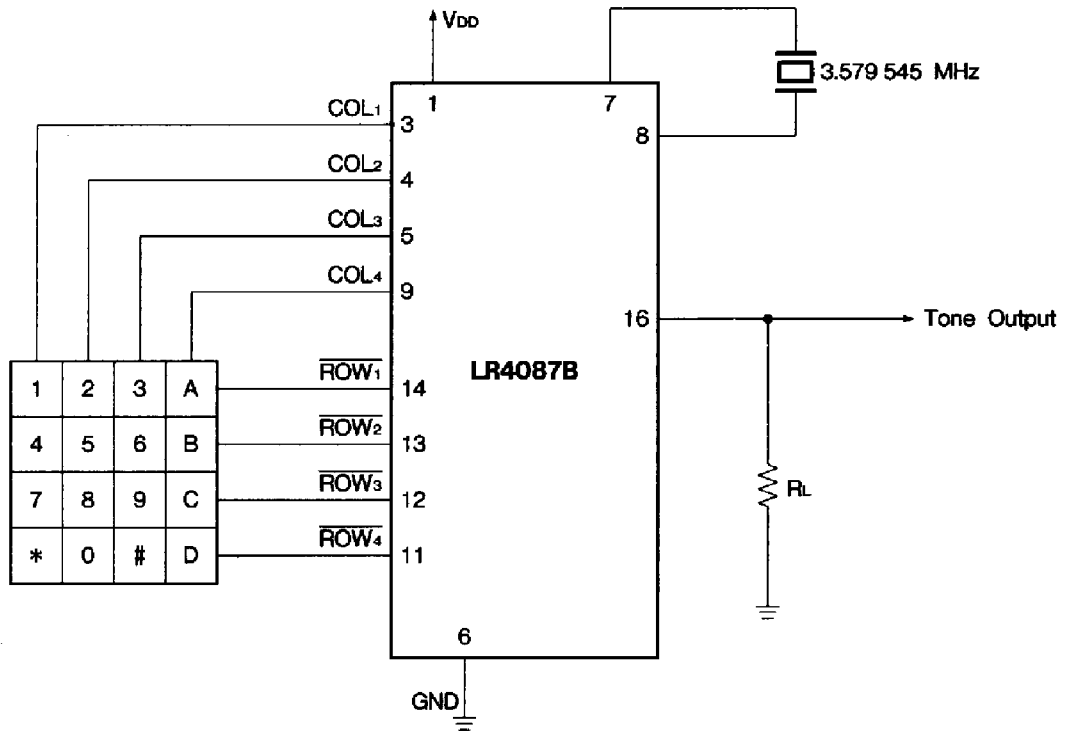 VDD
3.579 545 MHz
1
7
COL1
3
8
COL2
4
COL3
5
COL4
9
16
Tone Output
LR4087B
1 2 3 A
ROW1
14
4 5 6 B
ROW2
13
7 8 9 C
ROW3
12
RL
* 0 # D
ROW4
11
6
GND